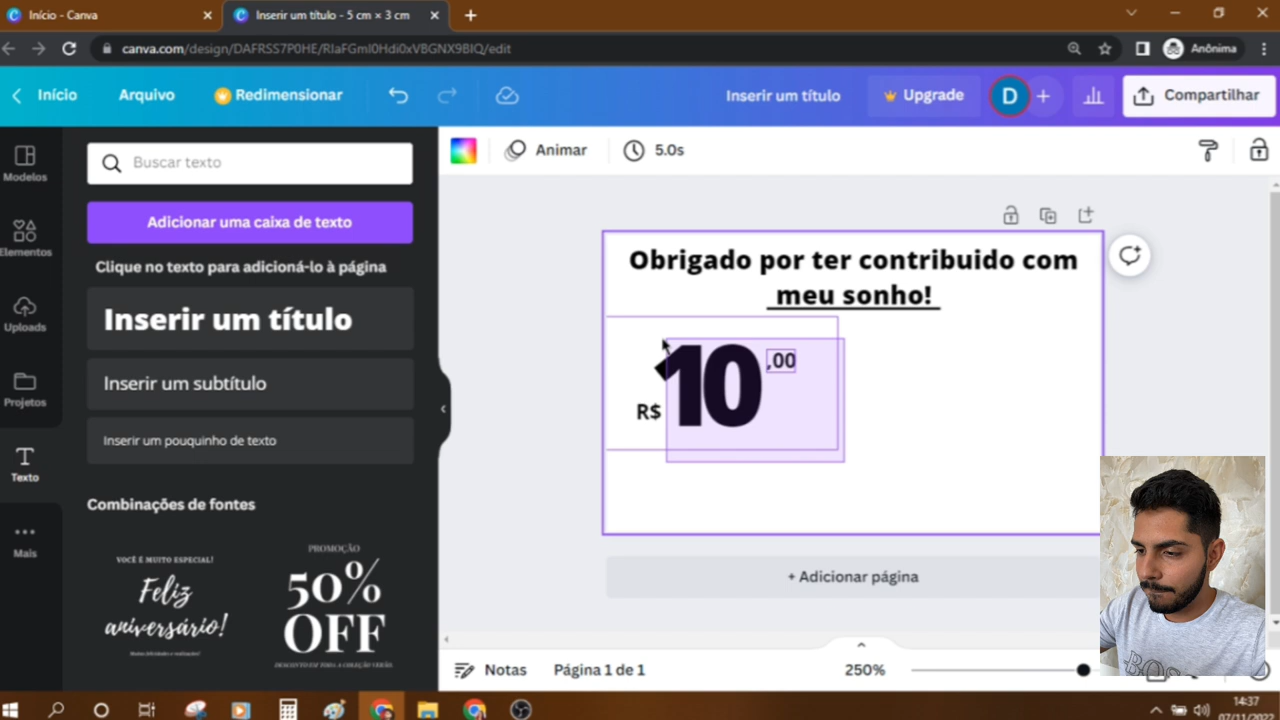 Início - Canva
Inserir um título - 5 cm × 3 cm
canva.com/design/DAFRSS7P0HE/RlaFGml0Hdi0xVBGNX9BIQ/edit
Anônima
Início
Arquivo
Redimensionar
Inserir um título
Upgrade
D
Compartilhar
Modelos
Elementos
Uploads
Projetos
Texto
Mais
Buscar texto
Adicionar uma caixa de texto
Clique no texto para adicioná-lo à página
Inserir um título
Inserir um subtítulo
Inserir um pouquinho de texto
Combinações de fontes
VOCÊ É MUITO ESPECIAL!
Feliz
aniversário!
PROMOÇÃO
50%
OFF
Animar
5.0s
Obrigado por ter contribuido com
meu sonho!
R$ 10 ,00
+ Adicionar página
Notas
Página 1 de 1
250%
14:37